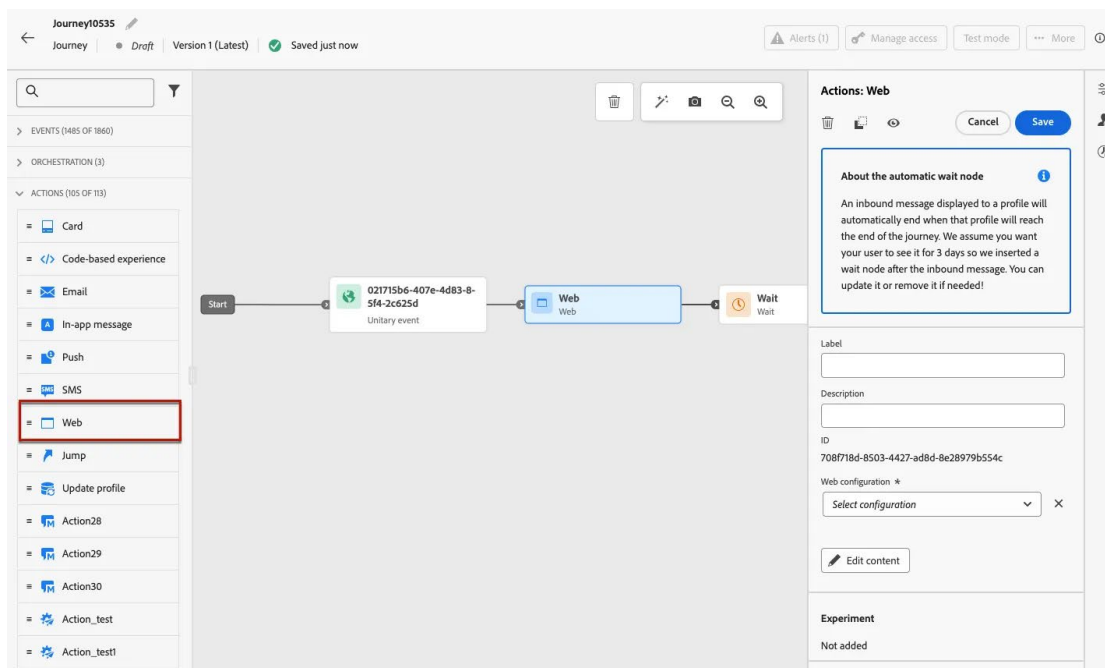 Journey10535
Journey
Draft
Version 1 (Latest)
Saved just now
Alerts (1)
Manage access
Test mode
More
EVENTS (1485 OF 1860)
ORCHESTRATION (3)
ACTIONS (105 OF 113)
Card
Code-based experience
Email
In-app message
Push
SMS
SMS
Web
Jump
Update profile
Action28
Action29
Action30
Action_test
Action_test1
Start
021715b6-407e-4d83-8-
5f4-2c625d
Unitary event
Web
Web
Wait
Wait
Actions: Web
Cancel
Save
About the automatic wait node
An inbound message displayed to a profile will
automatically end when that profile will reach
the end of the journey. We assume you want
your user to see it for 3 days so we inserted a
wait node after the inbound message. You can
update it or remove it if needed!
Label
Description
ID
708f718d-8503-4427-ad8d-8e28979b554c
Web configuration *
Select configuration
Edit content
Experiment
Not added